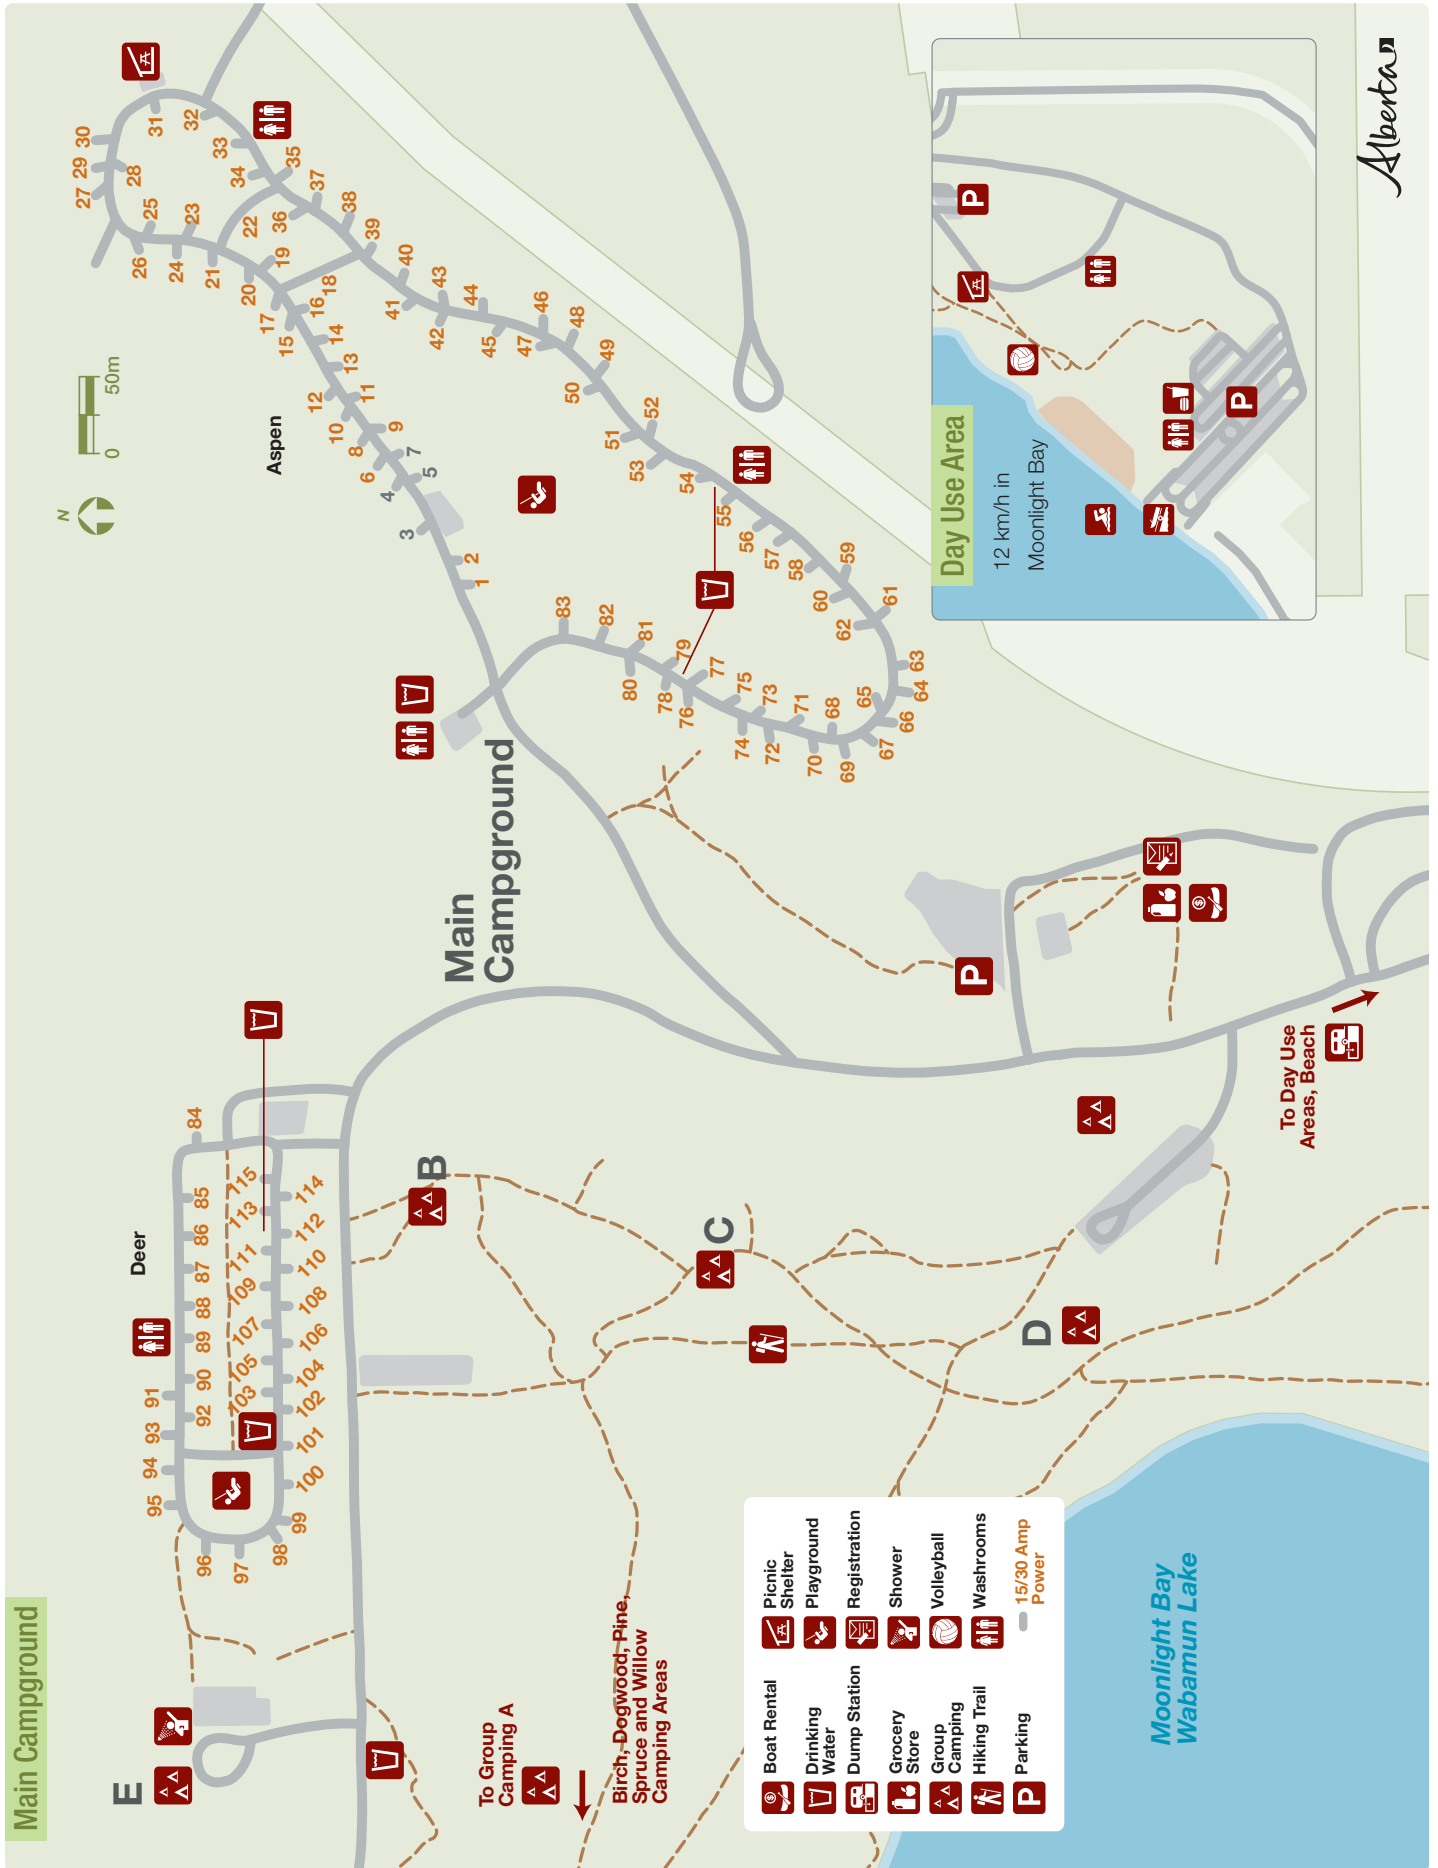 Main Campground
N
0
50m
Aspen
1
2
3
4
5
6
7
8
9
10
11
12
13
14
15
16
17
18
19
20
21
22
23
24
25
26
27
28
29
30
31
32
33
34
35
36
37
38
39
40
41
42
43
44
45
46
47
48
49
50
51
52
53
54
55
56
57
58
59
60
61
62
63
64
65
66
67
68
69
70
71
72
73
74
75
76
77
78
79
80
81
82
83
Main
Campground
Deer
84
85
86
87
88
89
90
91
92
93
94
95
96
97
98
99
100
101
102
103
104
105
106
107
108
109
110
111
112
113
114
115
B
C
D
E
P
To Group
Camping A
Birch, Dogwood, Pine,
Spruce and Willow
Camping Areas
To Day Use
Areas, Beach
Moonlight Bay
Wabamun Lake
Boat Rental
Drinking
Water
Dump Station
Grocery
Store
Group
Camping
Hiking Trail
P Parking
Picnic
Shelter
Playground
Registration
Shower
Volleyball
Washrooms
15/30 Amp
Power
Day Use Area
12 km/h in
Moonlight Bay
P
P
Alberta